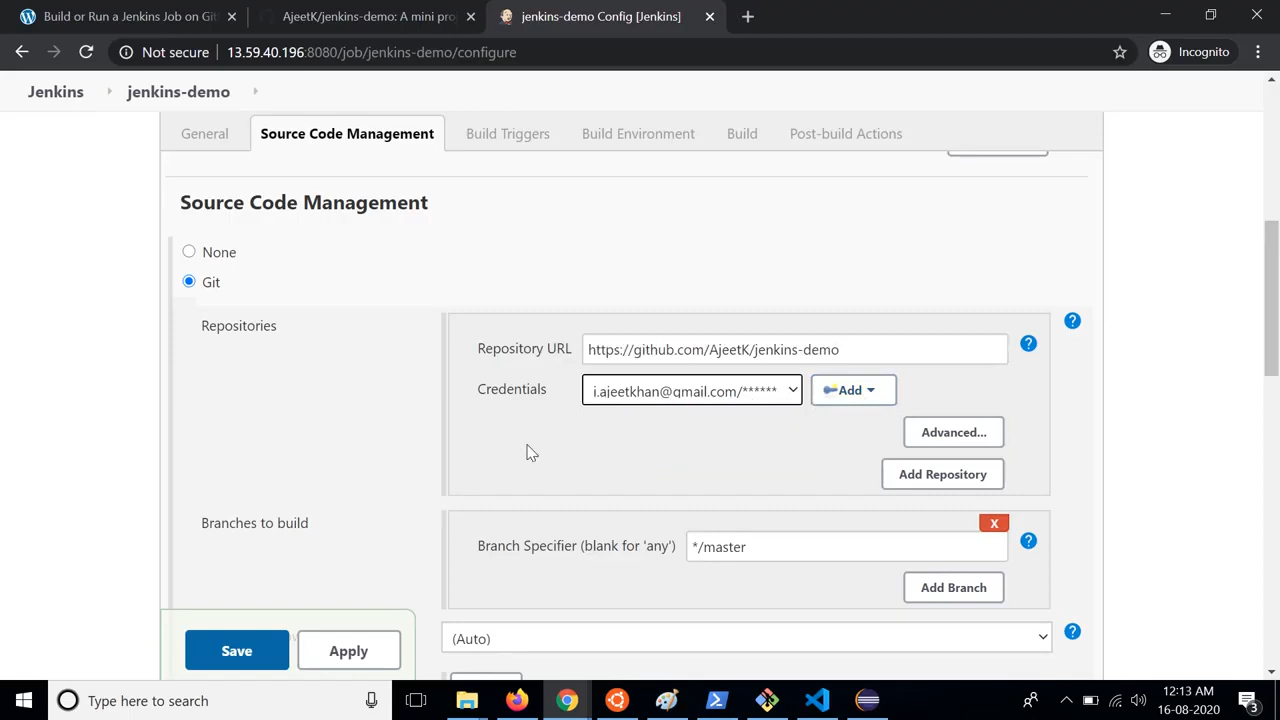 Build or Run a Jenkins Job on Git
AjeetK/jenkins-demo: A mini pro
jenkins-demo Config [Jenkins]
Not secure
13.59.40.196:8080/job/jenkins-demo/configure
Incognito
Jenkins
jenkins-demo
General
Source Code Management
Build Triggers
Build Environment
Build
Post-build Actions
Source Code Management
None
Git
Repositories
Repository URL
https://github.com/AjeetK/jenkins-demo
?
?
Credentials
i.ajeetkhan@gmail.com/******
Add
Advanced...
Add Repository
Branches to build
X
Branch Specifier (blank for 'any')
*/master
?
Add Branch
(Auto)
?
Save
Apply
Type here to search
12:13 AM
16-08-2020
3